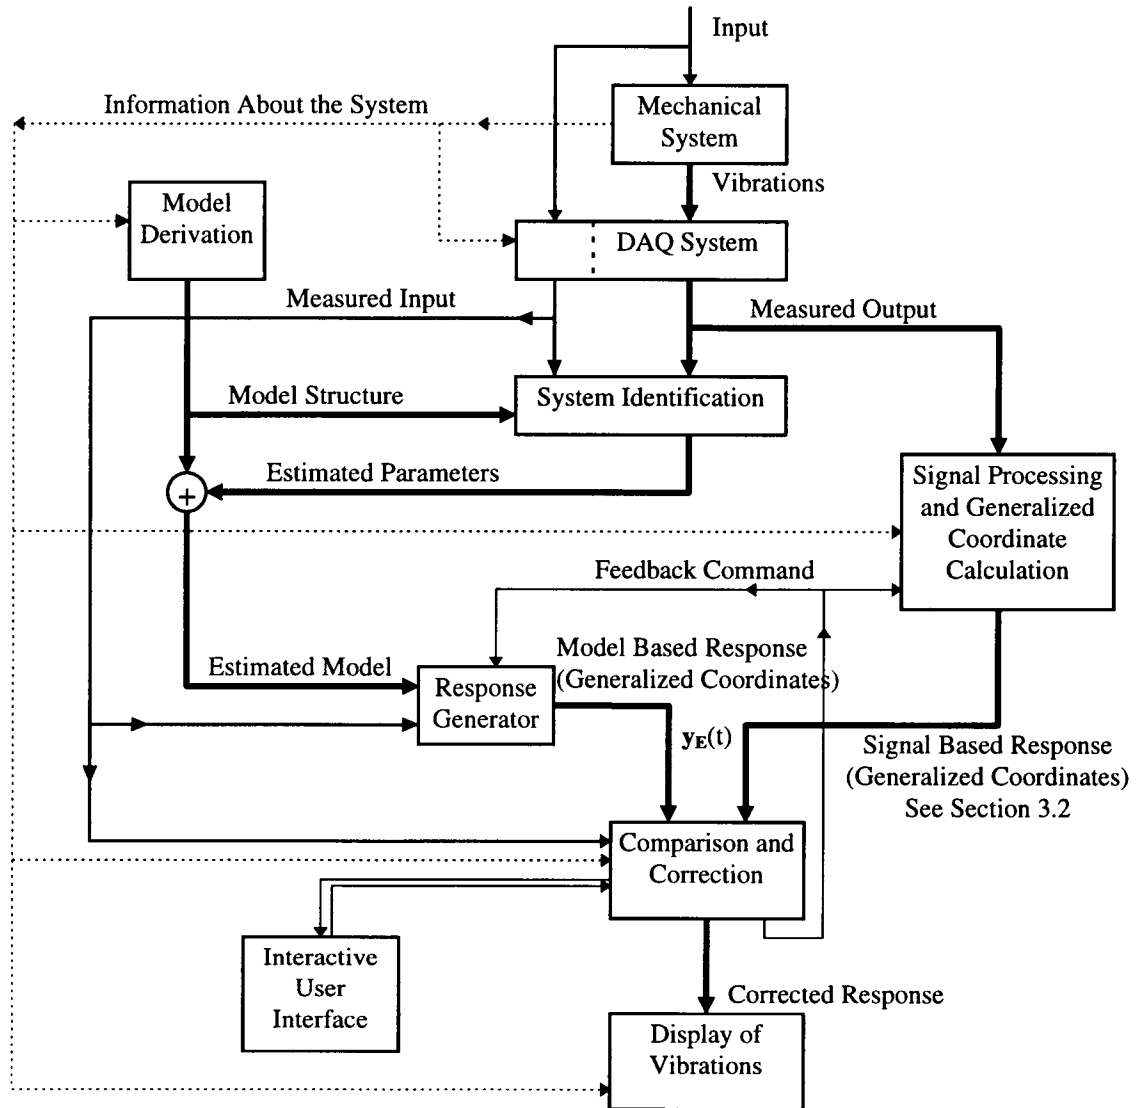 Input
Information About the System
Mechanical
System
Vibrations
Model
Derivation
DAQ System
Measured Input
Measured Output
Model Structure
System Identification
Estimated Parameters
+
Signal Processing
and Generalized
Coordinate
Calculation
Feedback Command
Model Based Response
(Generalized Coordinates)
Estimated Model
Response
Generator
yE(t)
Signal Based Response
(Generalized Coordinates)
See Section 3.2
Comparison and
Correction
Interactive
User
Interface
Corrected Response
Display of
Vibrations